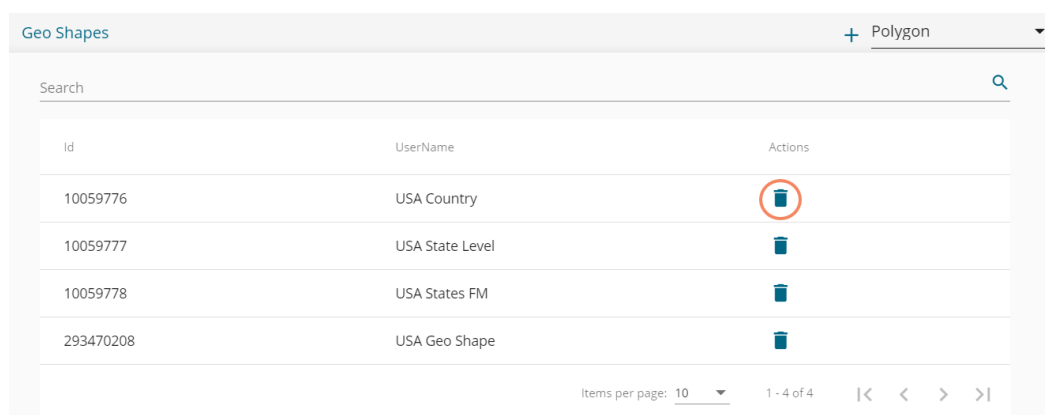 Geo Shapes + Polygon
Search
Id UserName Actions
10059776 USA Country
10059777 USA State Level
10059778 USA States FM
293470208 USA Geo Shape
Items per page: 10 1 - 4 of 4